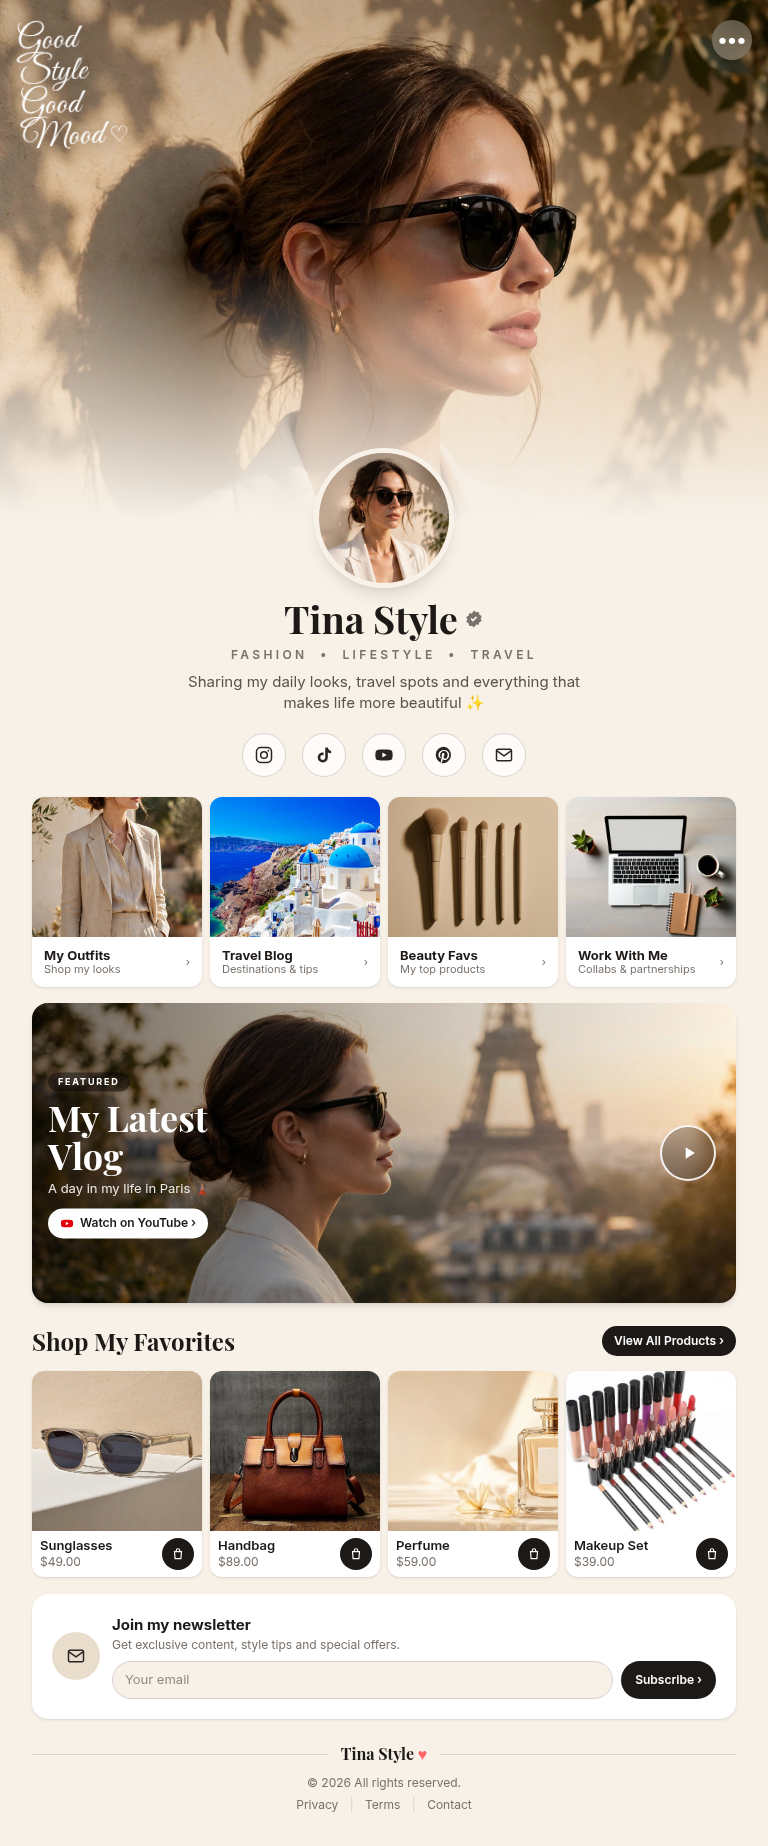 Good
Style
Good
Mood♡
Tina Style
FASHION • LIFESTYLE • TRAVEL
Sharing my daily looks, travel spots and everything that
makes life more beautiful ✨
My Outfits
Shop my looks
›
Travel Blog
Destinations & tips
›
Beauty Favs
My top products
›
Work With Me
Collabs & partnerships
›
FEATURED
My Latest
Vlog
A day in my life in Paris 🗼
Watch on YouTube ›
Shop My Favorites
View All Products ›
Sunglasses
$49.00
Handbag
$89.00
Perfume
$59.00
Makeup Set
$39.00
Join my newsletter
Get exclusive content, style tips and special offers.
Your email
Subscribe ›
Tina Style ♥
© 2026 All rights reserved.
Privacy | Terms | Contact